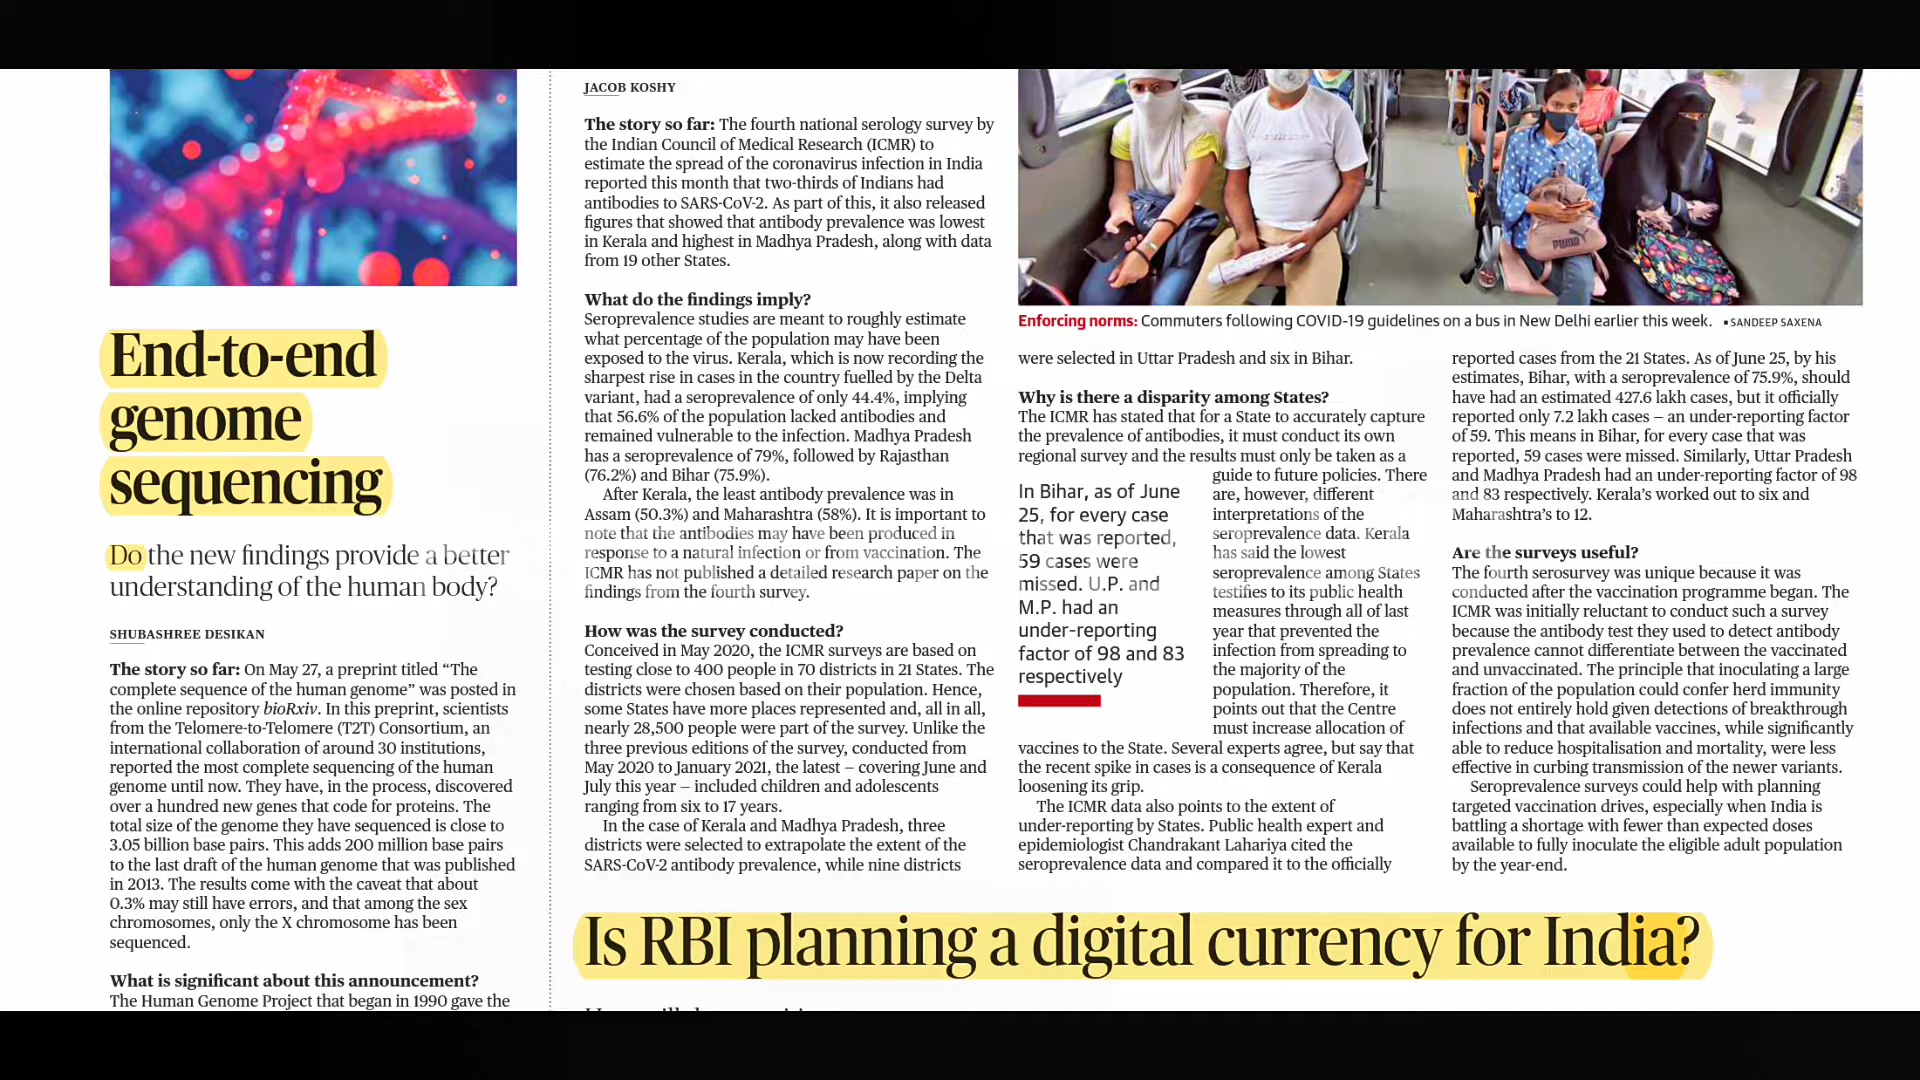 End-to-end
genome
sequencing
Do the new findings provide a better
understanding of the human body?
SHUBASHREE DESIKAN
The story so far: On May 27, a preprint titled “The
complete sequence of the human genome” was posted in
the online repository bioRxiv. In this preprint, scientists
from the Telomere-to-Telomere (T2T) Consortium, an
international collaboration of around 30 institutions,
reported the most complete sequencing of the human
genome until now. They have, in the process, discovered
over a hundred new genes that code for proteins. The
total size of the genome they have sequenced is close to
3.05 billion base pairs. This adds 200 million base pairs
to the last draft of the human genome that was published
in 2013. The results come with the caveat that about
0.3% may still have errors, and that among the sex
chromosomes, only the X chromosome has been
sequenced.
What is significant about this announcement?
The Human Genome Project that began in 1990 gave the
JACOB KOSHY
The story so far: The fourth national serology survey by
the Indian Council of Medical Research (ICMR) to
estimate the spread of the coronavirus infection in India
reported this month that two-thirds of Indians had
antibodies to SARS-CoV-2. As part of this, it also released
figures that showed that antibody prevalence was lowest
in Kerala and highest in Madhya Pradesh, along with data
from 19 other States.
What do the findings imply?
Seroprevalence studies are meant to roughly estimate
what percentage of the population may have been
exposed to the virus. Kerala, which is now recording the
sharpest rise in cases in the country fuelled by the Delta
variant, had a seroprevalence of only 44.4%, implying
that 56.6% of the population lacked antibodies and
remained vulnerable to the infection. Madhya Pradesh
has a seroprevalence of 79%, followed by Rajasthan
(76.2%) and Bihar (75.9%).
After Kerala, the least antibody prevalence was in
Assam (50.3%) and Maharashtra (58%). It is important to
note that the antibodies may have been produced in
response to a natural infection or from vaccination. The
ICMR has not published a detailed research paper on the
findings from the fourth survey.
How was the survey conducted?
Conceived in May 2020, the ICMR surveys are based on
testing close to 400 people in 70 districts in 21 States. The
districts were chosen based on their population. Hence,
some States have more places represented and, all in all,
nearly 28,500 people were part of the survey. Unlike the
three previous editions of the survey, conducted from
May 2020 to January 2021, the latest – covering June and
July this year – included children and adolescents
ranging from six to 17 years.
In the case of Kerala and Madhya Pradesh, three
districts were selected to extrapolate the extent of the
SARS-CoV-2 antibody prevalence, while nine districts
PUMA
Enforcing norms: Commuters following COVID-19 guidelines on a bus in New Delhi earlier this week. ▪SANDEEP SAXENA
were selected in Uttar Pradesh and six in Bihar.
Why is there a disparity among States?
The ICMR has stated that for a State to accurately capture
the prevalence of antibodies, it must conduct its own
regional survey and the results must only be taken as a
guide to future policies. There
are, however, different
interpretations of the
seroprevalence data. Kerala
has said the lowest
seroprevalence among States
testifies to its public health
measures through all of last
year that prevented the
infection from spreading to
the majority of the
population. Therefore, it
points out that the Centre
must increase allocation of
vaccines to the State. Several experts agree, but say that
the recent spike in cases is a consequence of Kerala
loosening its grip.
The ICMR data also points to the extent of
under-reporting by States. Public health expert and
epidemiologist Chandrakant Lahariya cited the
seroprevalence data and compared it to the officially
In Bihar, as of June
25, for every case
that was reported,
59 cases were
missed. U.P. and
M.P. had an
under-reporting
factor of 98 and 83
respectively
reported cases from the 21 States. As of June 25, by his
estimates, Bihar, with a seroprevalence of 75.9%, should
have had an estimated 427.6 lakh cases, but it officially
reported only 7.2 lakh cases – an under-reporting factor
of 59. This means in Bihar, for every case that was
reported, 59 cases were missed. Similarly, Uttar Pradesh
and Madhya Pradesh had an under-reporting factor of 98
and 83 respectively. Kerala’s worked out to six and
Maharashtra’s to 12.
Are the surveys useful?
The fourth serosurvey was unique because it was
conducted after the vaccination programme began. The
ICMR was initially reluctant to conduct such a survey
because the antibody test they used to detect antibody
prevalence cannot differentiate between the vaccinated
and unvaccinated. The principle that inoculating a large
fraction of the population could confer herd immunity
does not entirely hold given detections of breakthrough
infections and that available vaccines, while significantly
able to reduce hospitalisation and mortality, were less
effective in curbing transmission of the newer variants.
Seroprevalence surveys could help with planning
targeted vaccination drives, especially when India is
battling a shortage with fewer than expected doses
available to fully inoculate the eligible adult population
by the year-end.
Is RBI planning a digital currency for India?